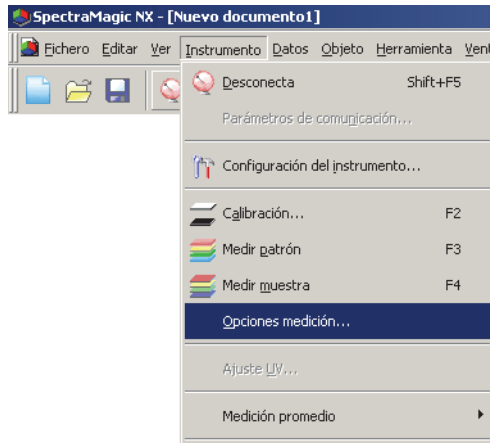 SpectraMagic NX - [Nuevo documento1]
Fichero Editar Ver Instrumento Datos Objeto Herramienta Vent
Desconecta Shift+F5
Parámetros de comunicación...
Configuración del instrumento...
Calibración... F2
Medir patrón F3
Medir muestra F4
Opciones medición...
Ajuste UV...
Medición promedio